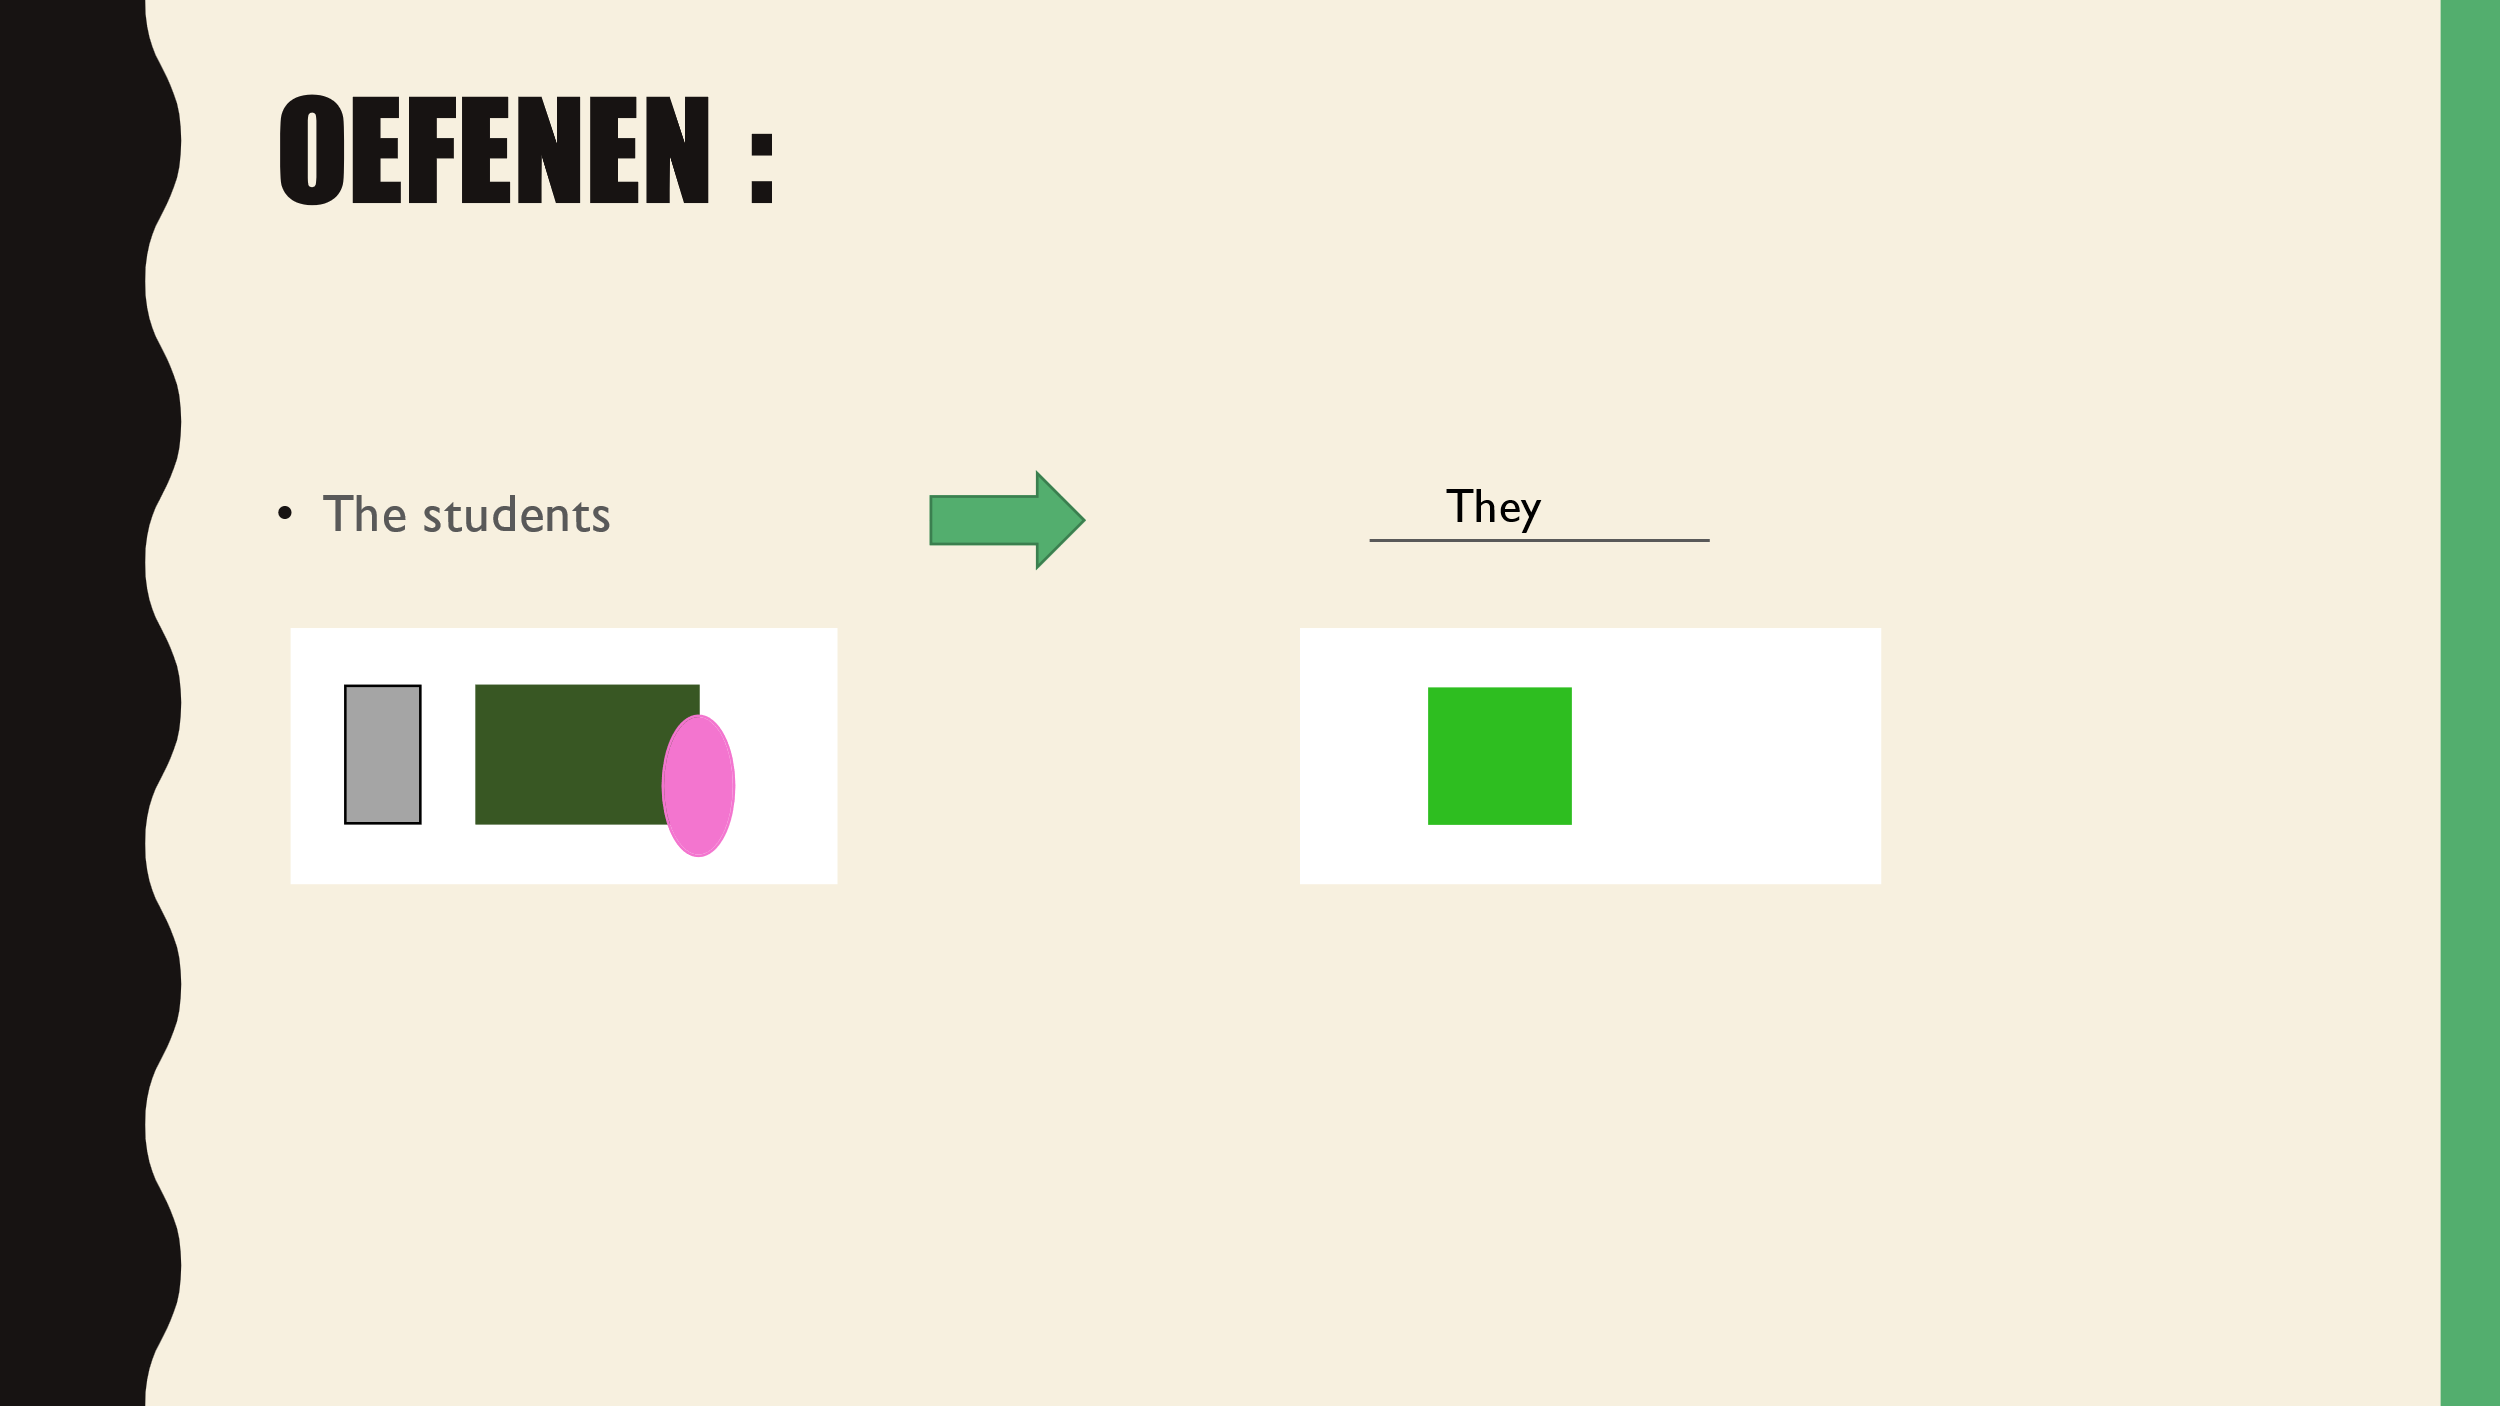 OEFENEN :
• The students
They